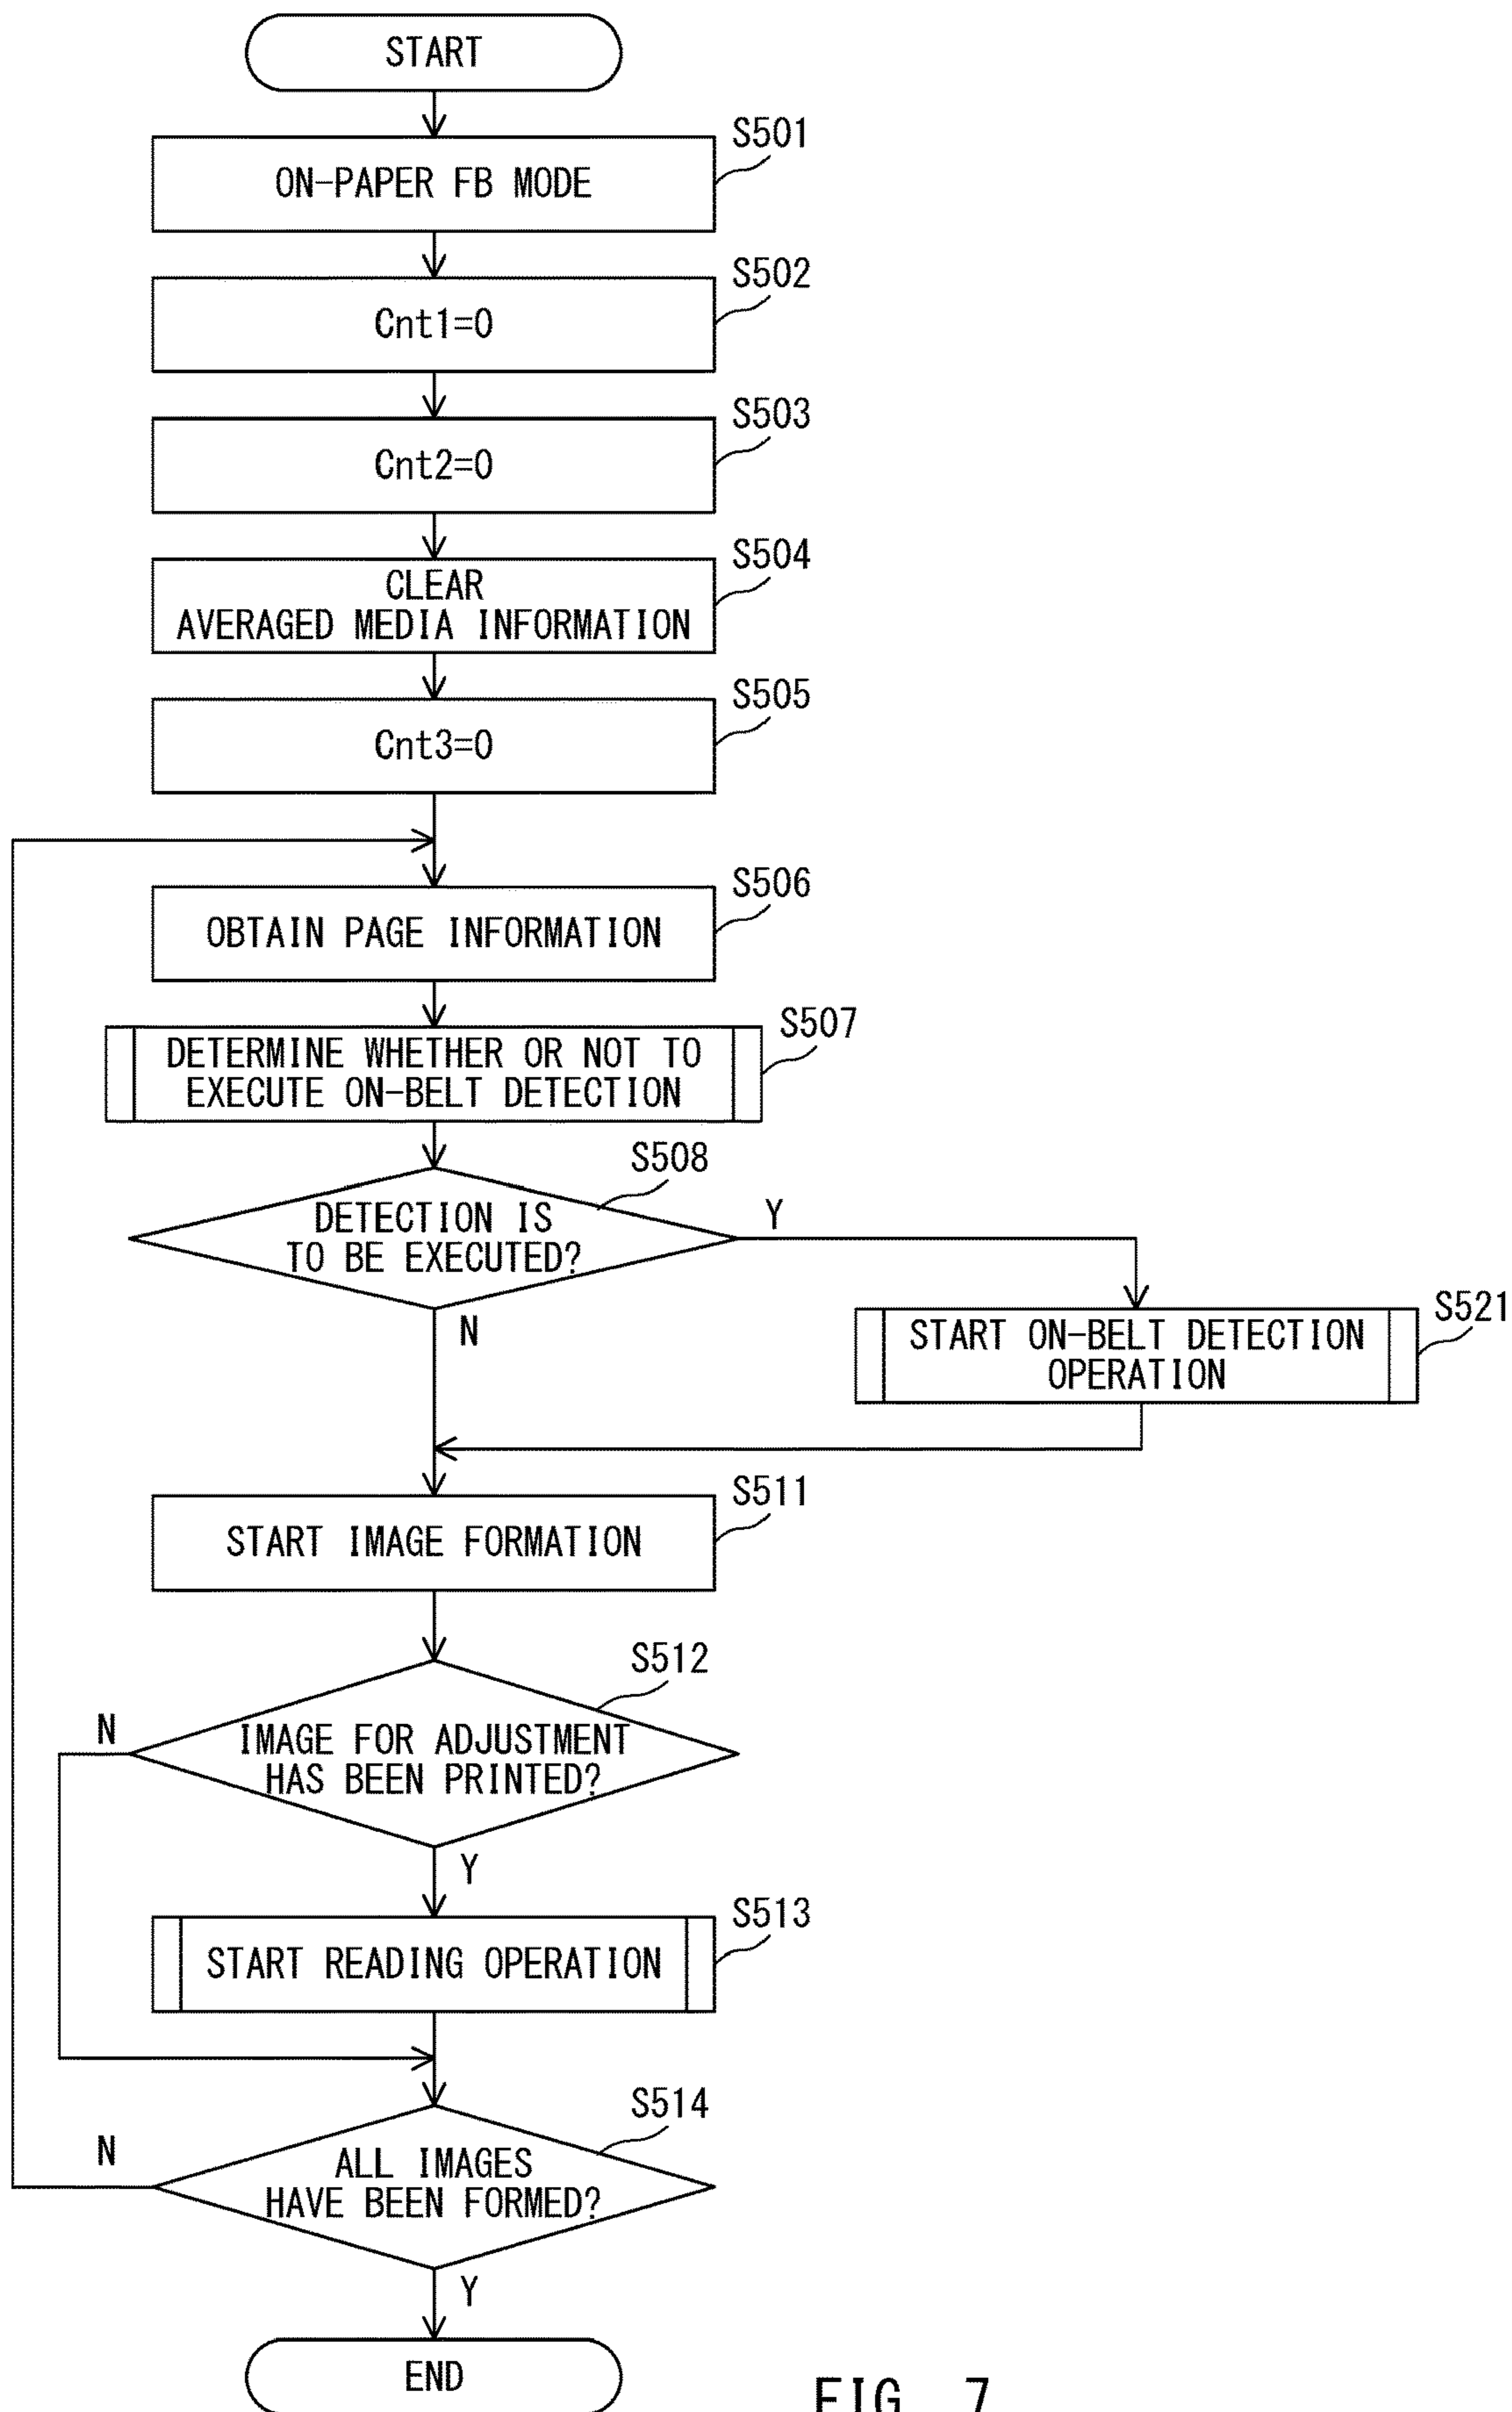 START
S501
ON-PAPER FB MODE
S502
Cnt1=0
S503
Cnt2=0
S504
CLEAR
AVERAGED MEDIA INFORMATION
S505
Cnt3=0
S506
OBTAIN PAGE INFORMATION
S507
DETERMINE WHETHER OR NOT TO
EXECUTE ON-BELT DETECTION
S508
DETECTION IS
TO BE EXECUTED?
Y
N
S521
START ON-BELT DETECTION
OPERATION
S511
START IMAGE FORMATION
S512
IMAGE FOR ADJUSTMENT
HAS BEEN PRINTED?
N
Y
S513
START READING OPERATION
S514
ALL IMAGES
HAVE BEEN FORMED?
N
Y
END
FIG. 7